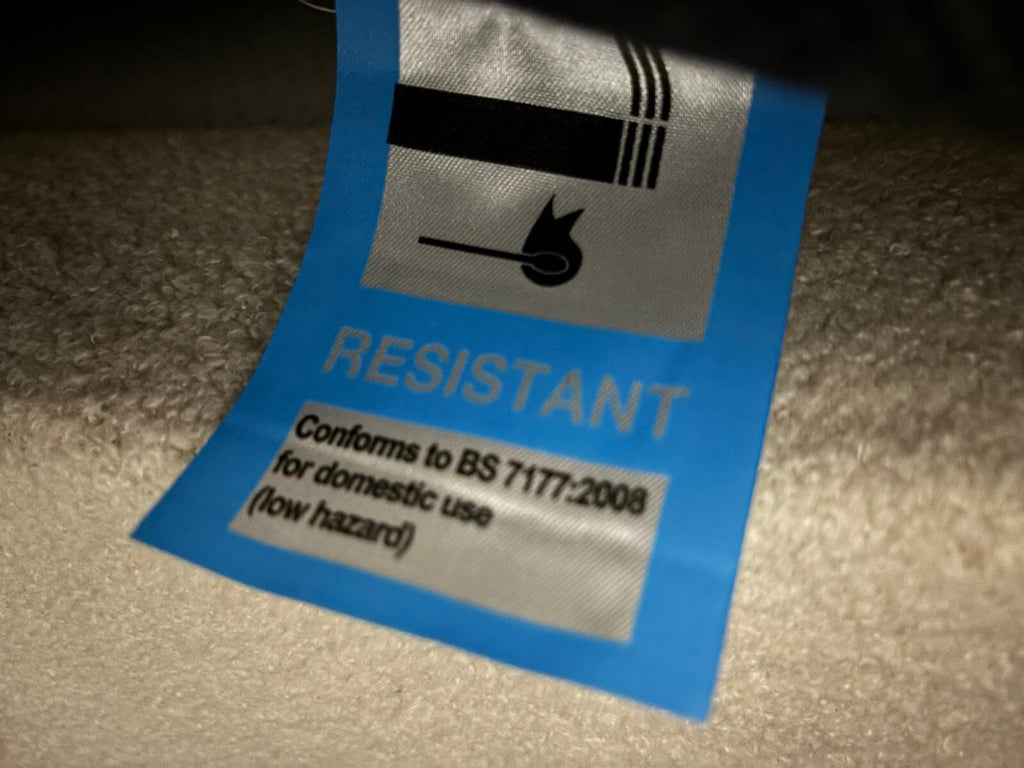 RESISTANT
Conforms to BS 7177:2008
for domestic use
(low hazard)